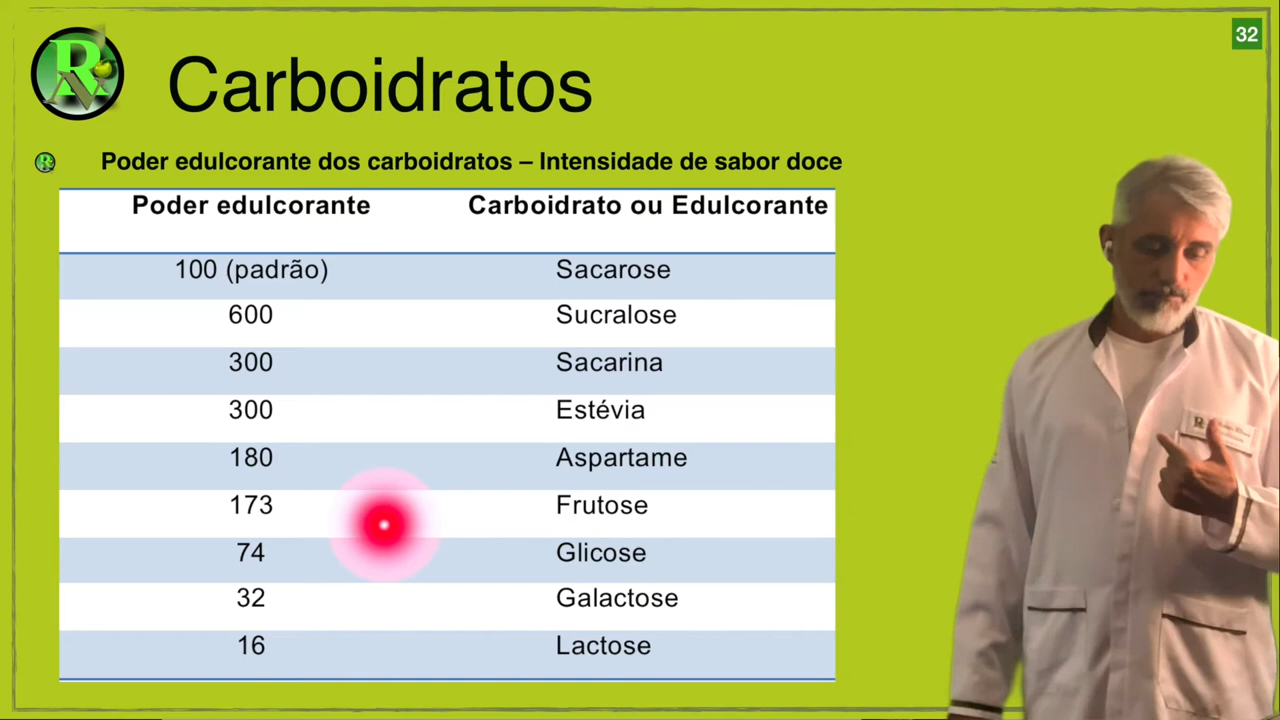 32
Carboidratos
Poder edulcorante dos carboidratos – Intensidade de sabor doce
Poder edulcorante Carboidrato ou Edulcorante
100 (padrão) Sacarose
600 Sucralose
300 Sacarina
300 Estévia
180 Aspartame
173 Frutose
74 Glicose
32 Galactose
16 Lactose